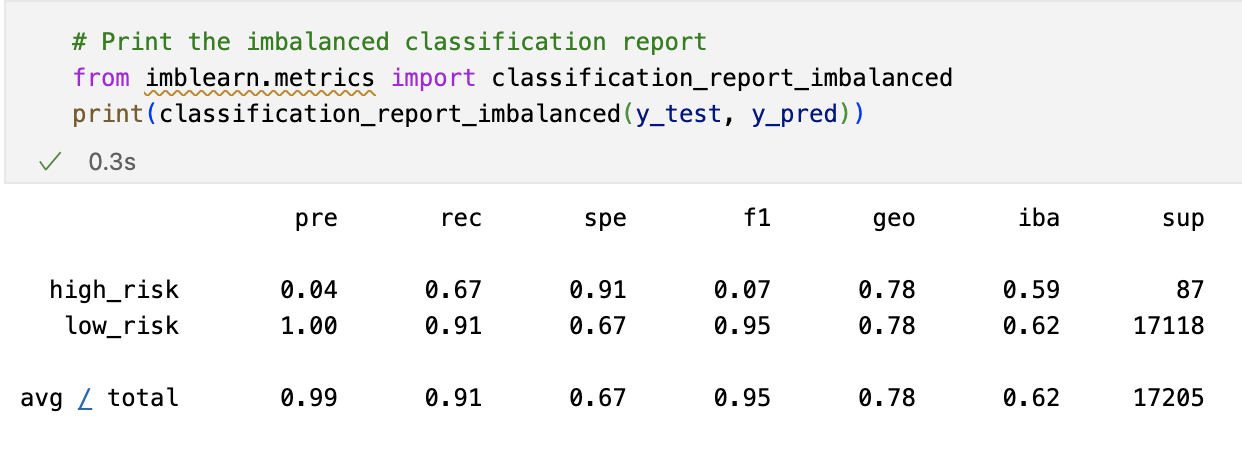 # Print the imbalanced classification report
from imblearn.metrics import classification_report_imbalanced
print(classification_report_imbalanced(y_test, y_pred))
0.3s
pre rec spe f1 geo iba sup
high_risk 0.04 0.67 0.91 0.07 0.78 0.59 87
low_risk 1.00 0.91 0.67 0.95 0.78 0.62 17118
avg / total 0.99 0.91 0.67 0.95 0.78 0.62 17205